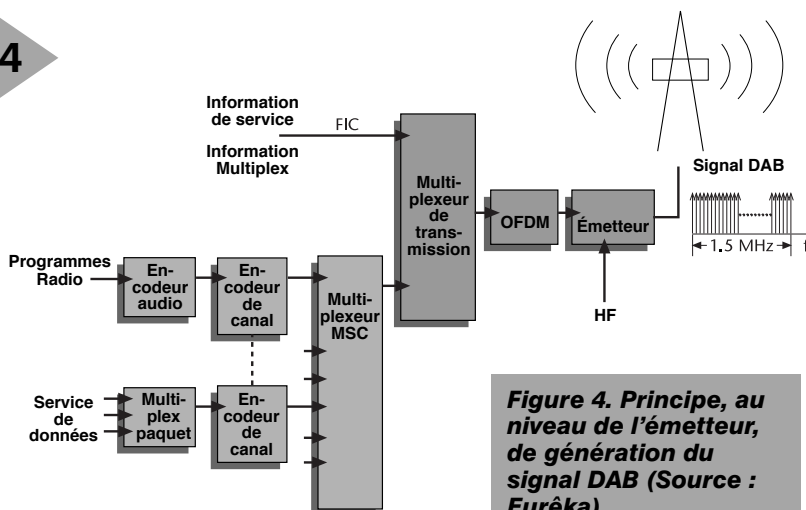 4
Information
de service
FIC
Information
Multiplex
Multi-
plexeur
de
trans-
mission
OFDM
Émetteur
HF
Signal DAB
1.5 MHz
f
Programmes
Radio
En-
codeur
audio
En-
codeur
de
canal
Multi-
plexeur
MSC
Service
de
données
Multi-
plex
paquet
En-
codeur
de
canal
Figure 4. Principe, au
niveau de l'émetteur,
de génération du
signal DAB (Source :
Eurêka)